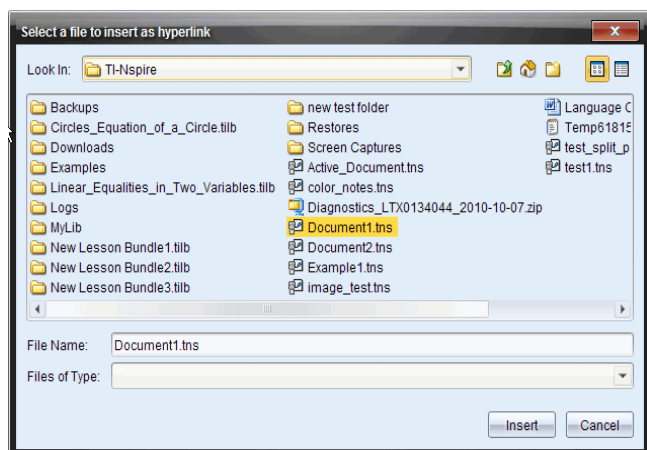 Select a file to insert as hyperlink
Look In: TI-Nspire
Backups
Circles_Equation_of_a_Circle.tilb
Downloads
Examples
Linear_Equalities_in_Two_Variables.tilb
Logs
MyLib
New Lesson Bundle1.tilb
New Lesson Bundle2.tilb
New Lesson Bundle3.tilb
new test folder
Restores
Screen Captures
Active_Document.tns
color_notes.tns
Diagnostics_LTX0134044_2010-10-07.zip
Document1.tns
Document2.tns
Example1.tns
image_test.tns
Language C
Temp61815
test_split_p
test1.tns
File Name: Document1.tns
Files of Type:
Insert Cancel